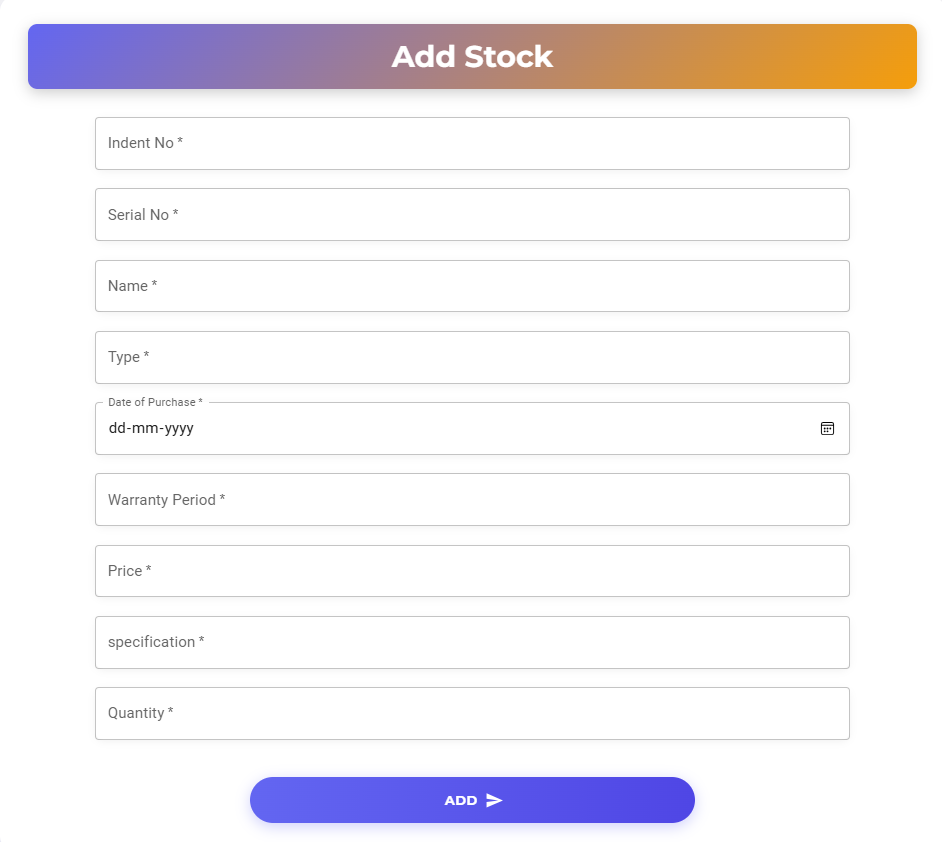 Add Stock
Indent No *
Serial No *
Name *
Type *
Date of Purchase *
dd-mm-yyyy
Warranty Period *
Price *
specification *
Quantity *
ADD